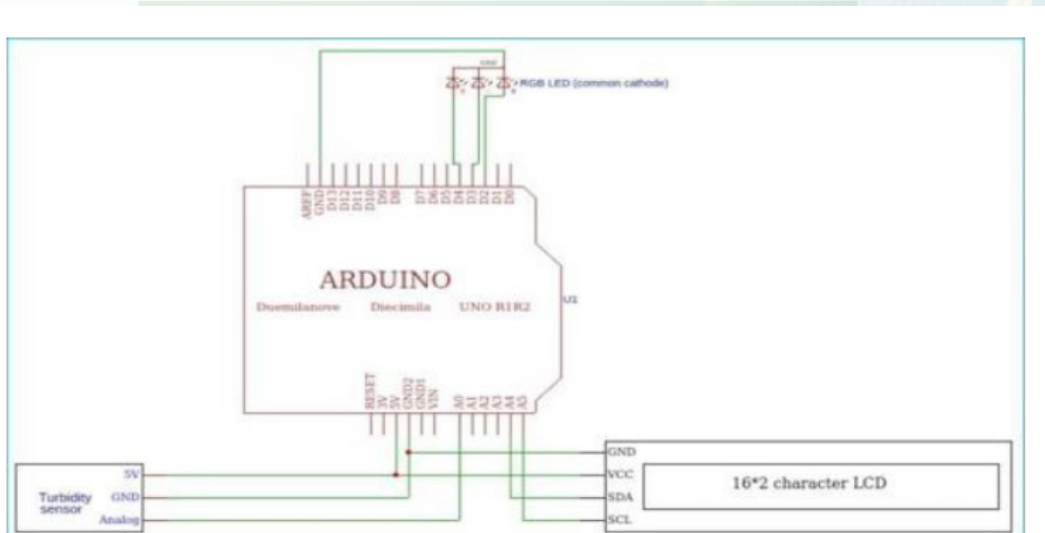 RGB LED (common cathode)
AREF
GND
D13
D12
D11
D10
D9
D8
D7
D6
D5
D4
D3
D2
D1
D0
ARDUINO
Duemilanove Diecimila UNO R1R2
U1
RESET
3V
5V
GND2
GND1
VIN
A0
A1
A2
A3
A4
A5
5V
GND
Analog
Turbidity
sensor
GND
VCC
SDA
SCL
16*2 character LCD